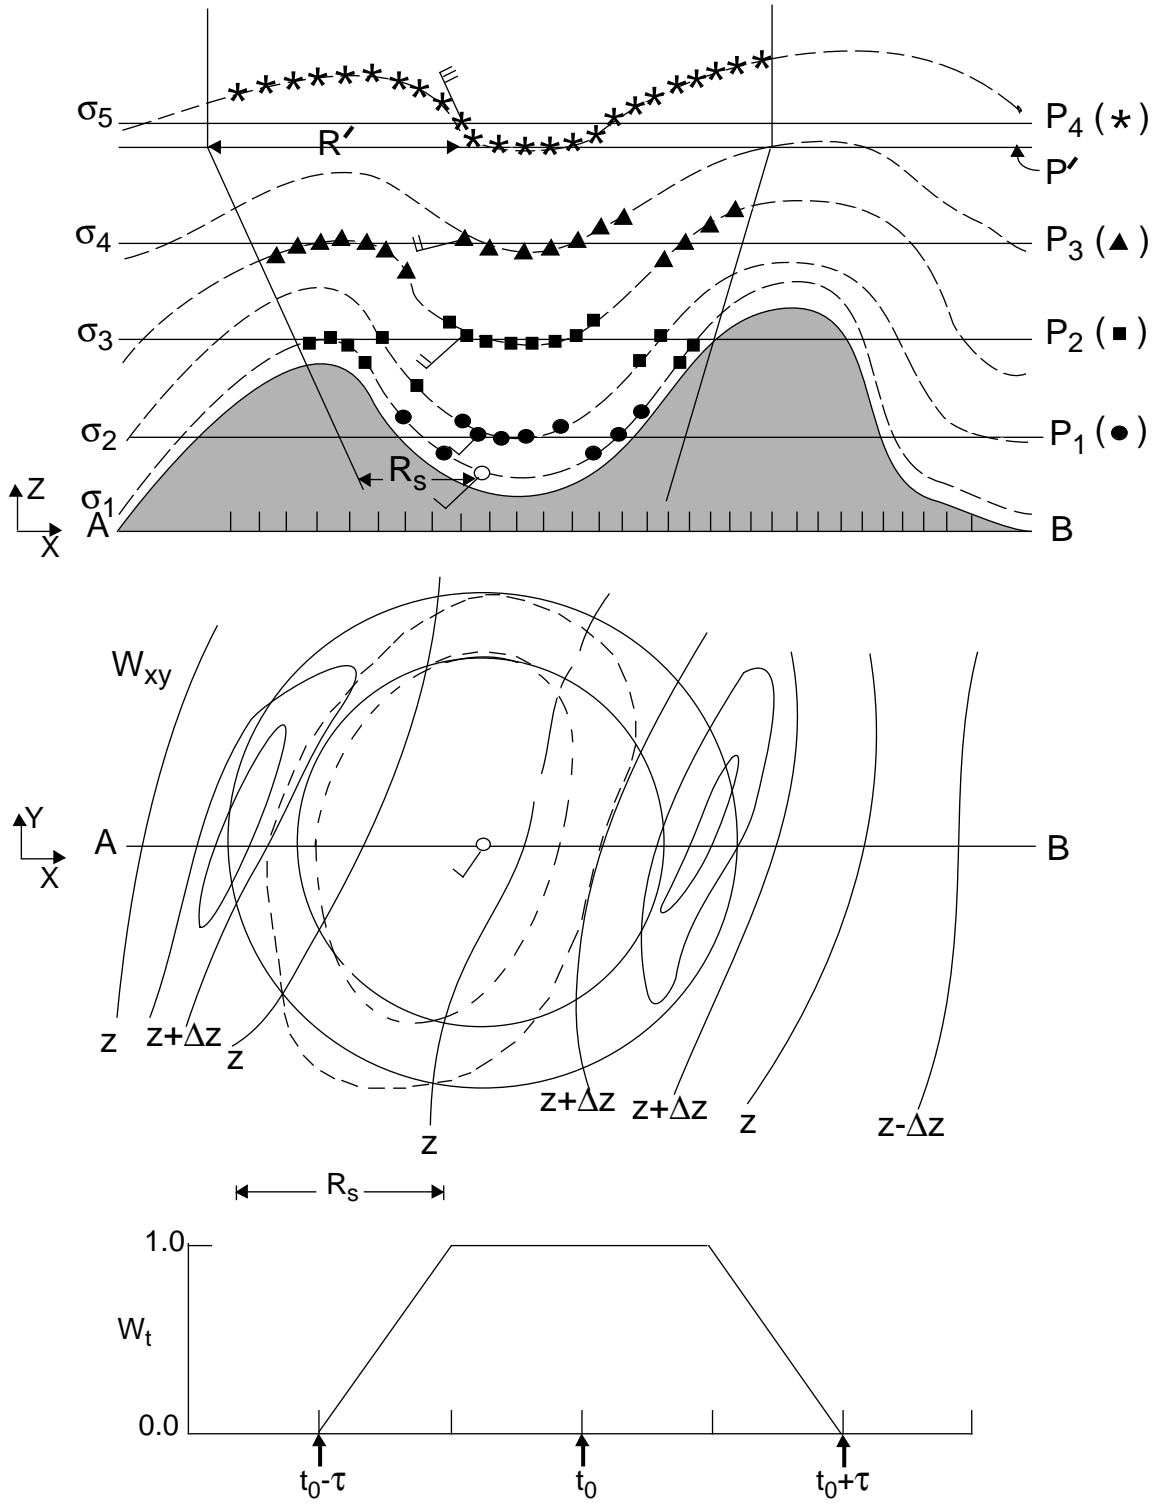 σ5 P4 (*)
R′
P′
σ4 P3 (▲)
σ3 P2 (■)
σ2 P1 (●)
Rs
σ1
Z
X
A B
Wxy
Y
X
A B
z z+Δz z
z z+Δz z+Δz z z-Δz
Rs
1.0
Wt
0.0
t0-τ t0 t0+τ